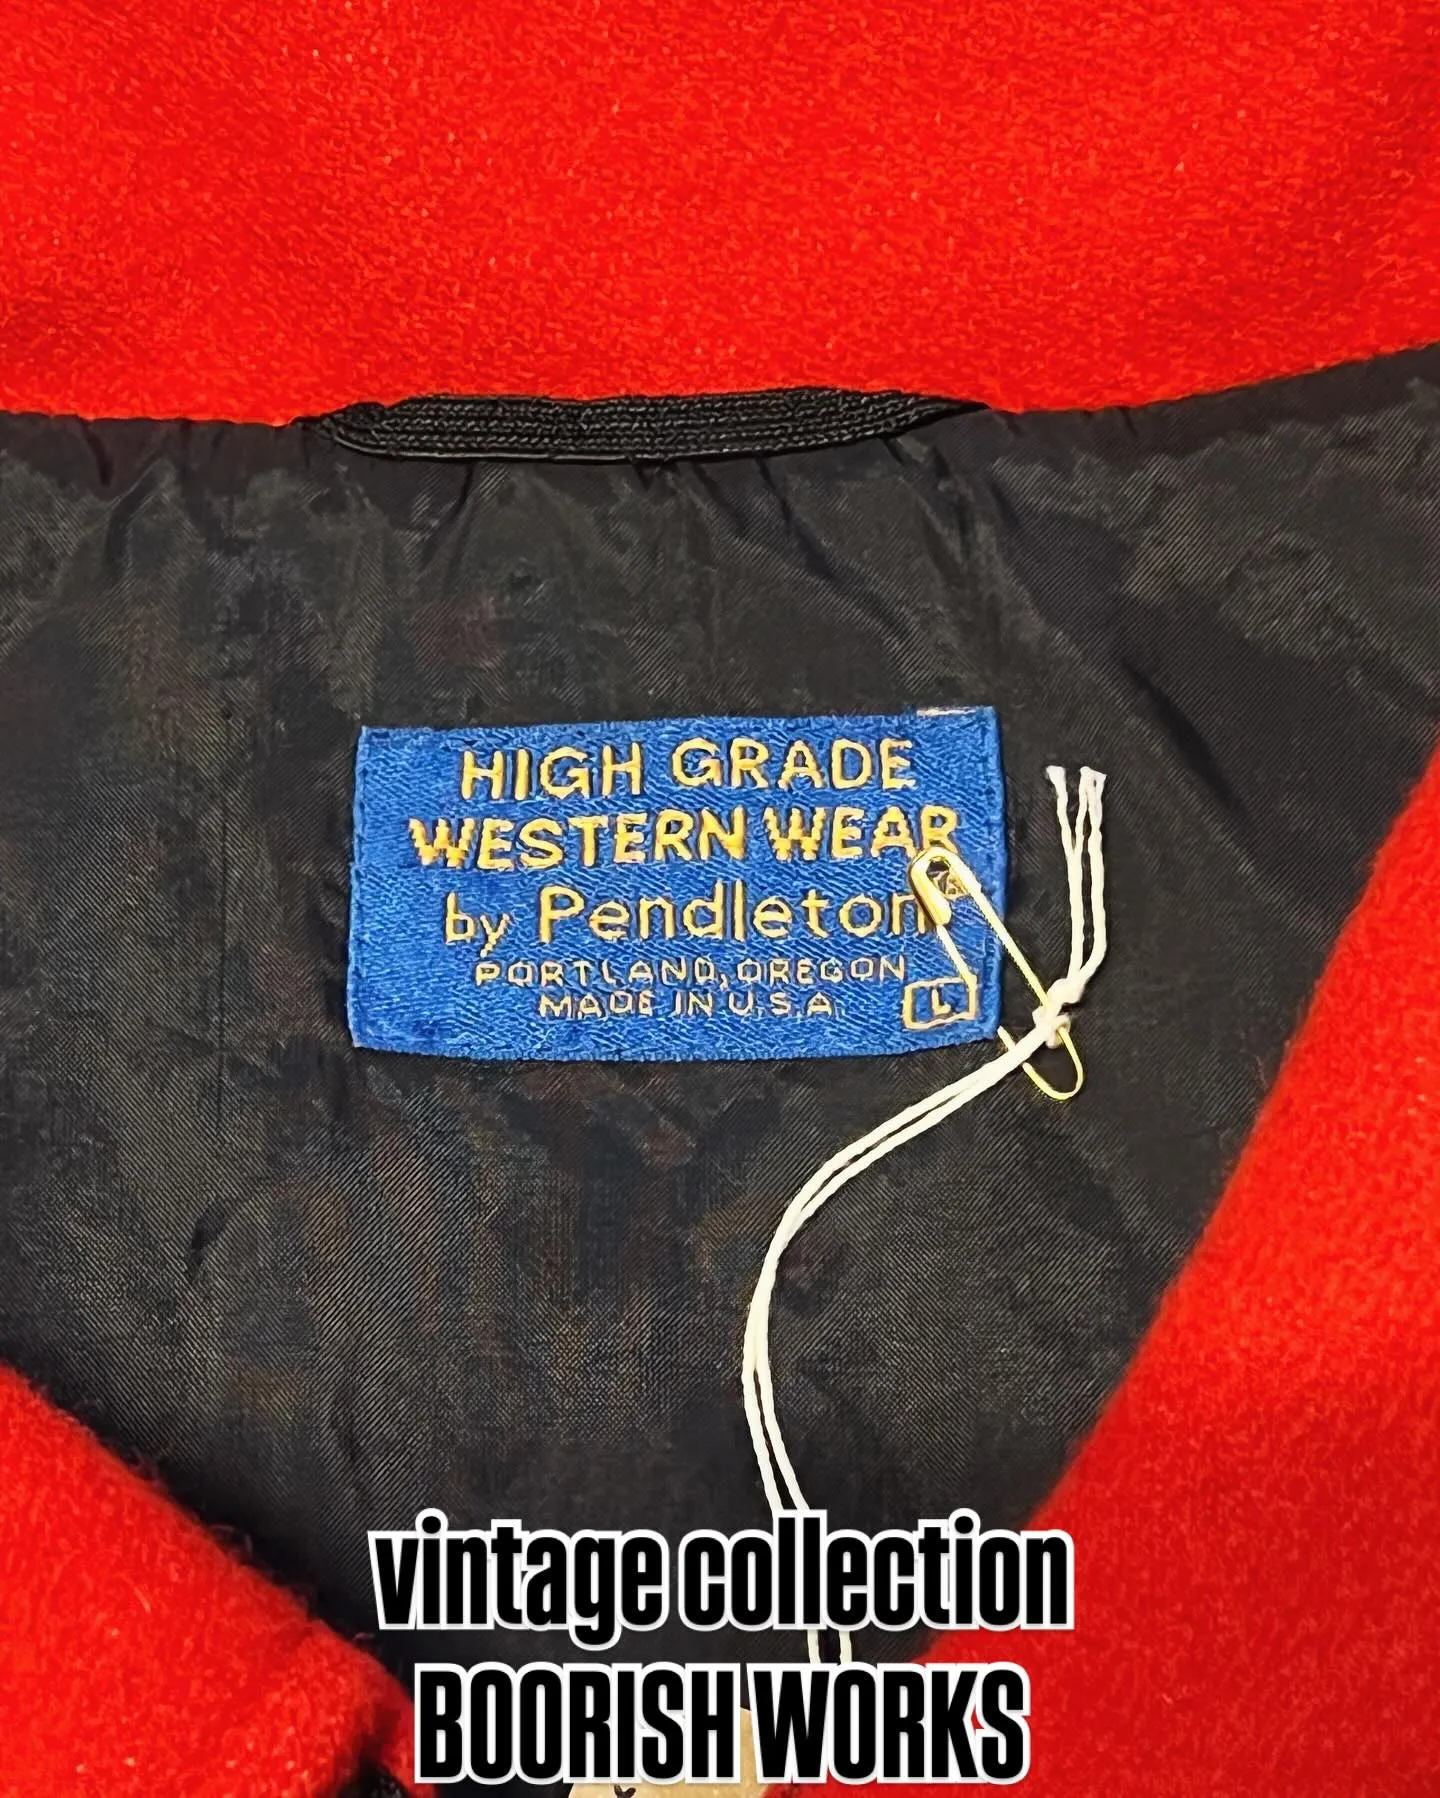 HIGH GRADE
WESTERN WEAR
by Pendleton
PORTLAND, OREGON
MADE IN U.S.A.
L
vintage collection
BOORISH WORKS